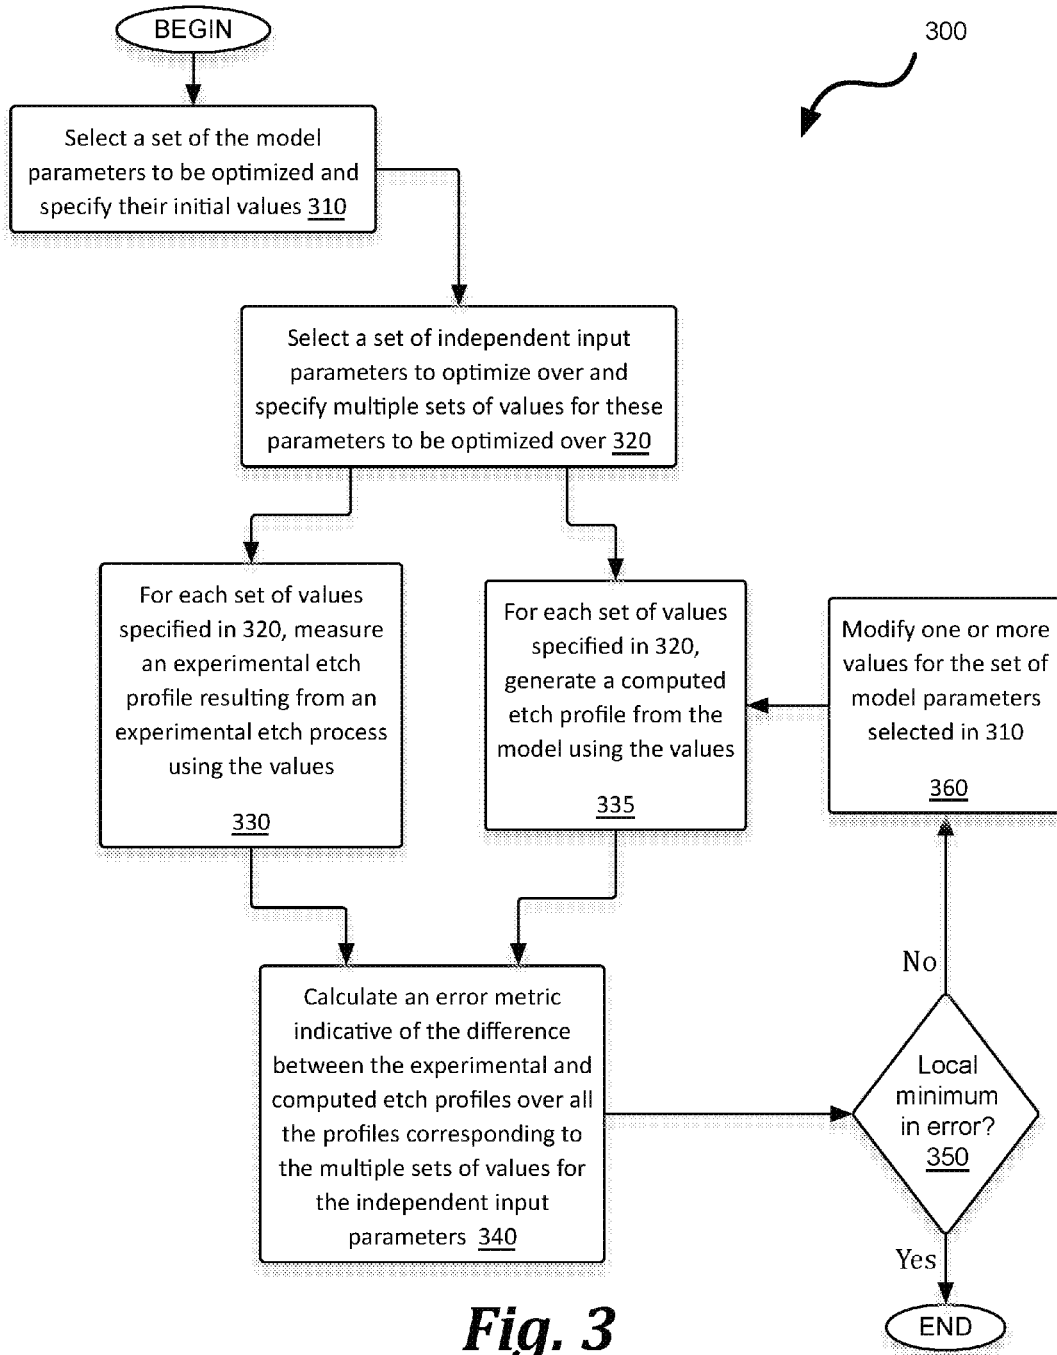 BEGIN
300
Select a set of the model
parameters to be optimized and
specify their initial values 310
Select a set of independent input
parameters to optimize over and
specify multiple sets of values for these
parameters to be optimized over 320
For each set of values
specified in 320, measure
an experimental etch
profile resulting from an
experimental etch process
using the values
330
For each set of values
specified in 320,
generate a computed
etch profile from the
model using the values
335
Modify one or more
values for the set of
model parameters
selected in 310
360
Calculate an error metric
indicative of the difference
between the experimental and
computed etch profiles over all
the profiles corresponding to
the multiple sets of values for
the independent input
parameters 340
No
Local
minimum
in error?
350
Yes
END
Fig. 3